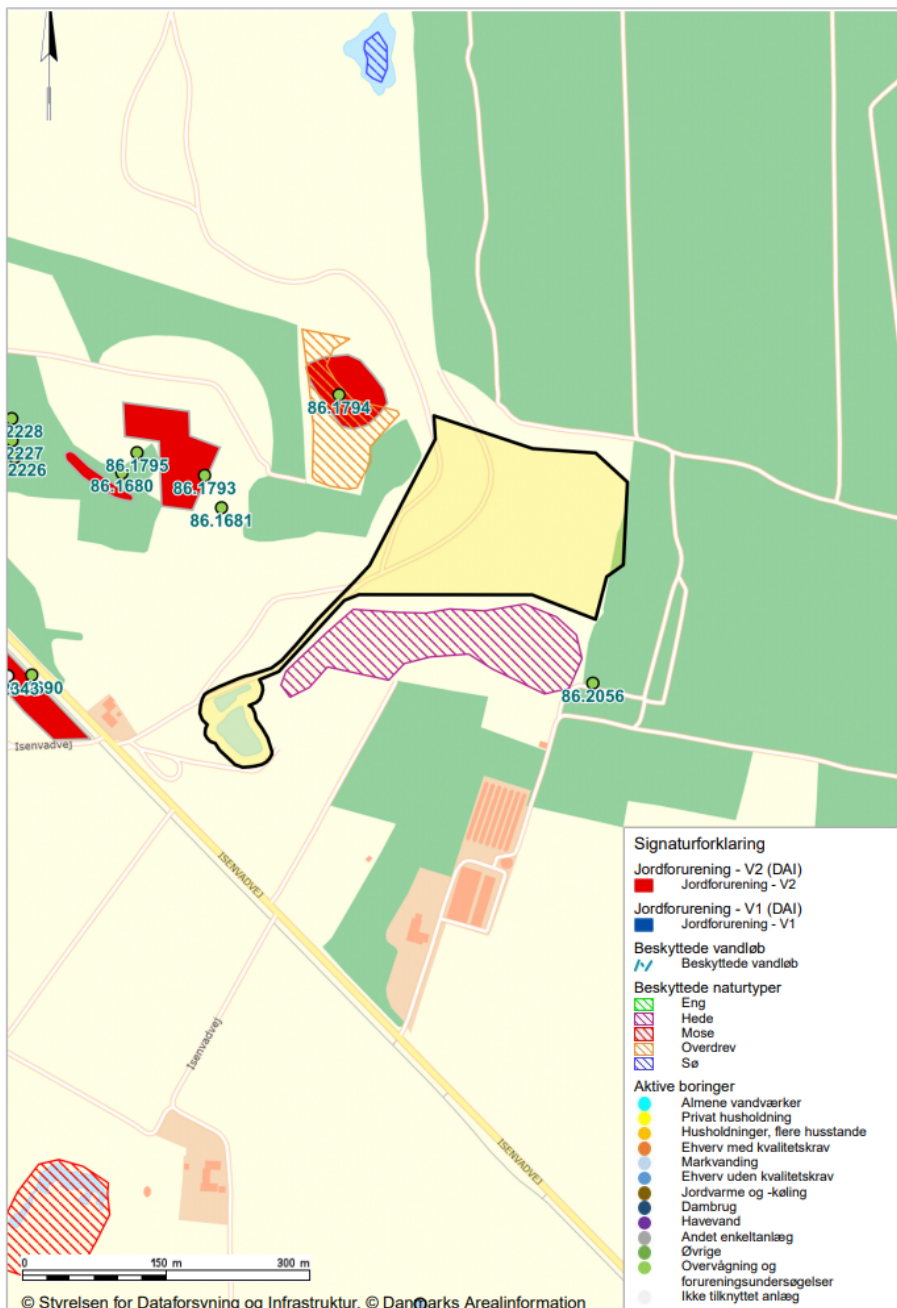 86.1794
2228
2227
2226
86.1795
86.1680
86.1793
86.1681
86.2056
Isenvadvej
ISENVADVEJ
Isenvadvej
ISENVADVEJ
Signaturforklaring
Jordforurening - V2 (DAI)
Jordforurening - V2
Jordforurening - V1 (DAI)
Jordforurening - V1
Beskyttede vandløb
Beskyttede vandløb
Beskyttede naturtyper
Eng
Hede
Mose
Overdrev
Sø
Aktive boringer
Almene vandværker
Privat husholdning
Husholdninger, flere husstande
Ehverv med kvalitetskrav
Markvanding
Ehverv uden kvalitetskrav
Jordvarme og -køling
Dambrug
Havevand
Andet enkeltanlæg
Øvrige
Overvågning og
forureningsundersøgelser
Ikke tilknyttet anlæg
0 150 m 300 m
© Styrelsen for Dataforsyning og Infrastruktur, © Danmarks Arealinformation